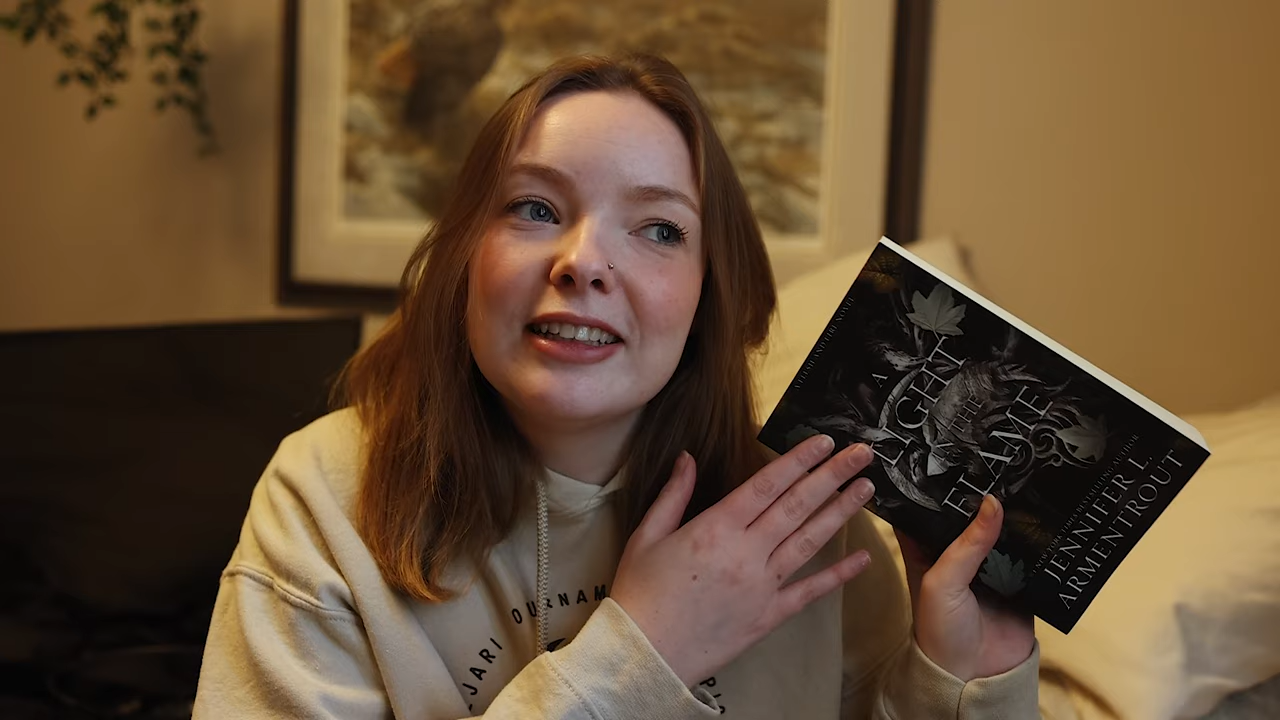 A FLESH AND FIRE NOVEL
A
LIGHT
IN THE
FLAME
NEW YORK TIMES BESTSELLING AUTHOR
JENNIFER L.
ARMENTROUT